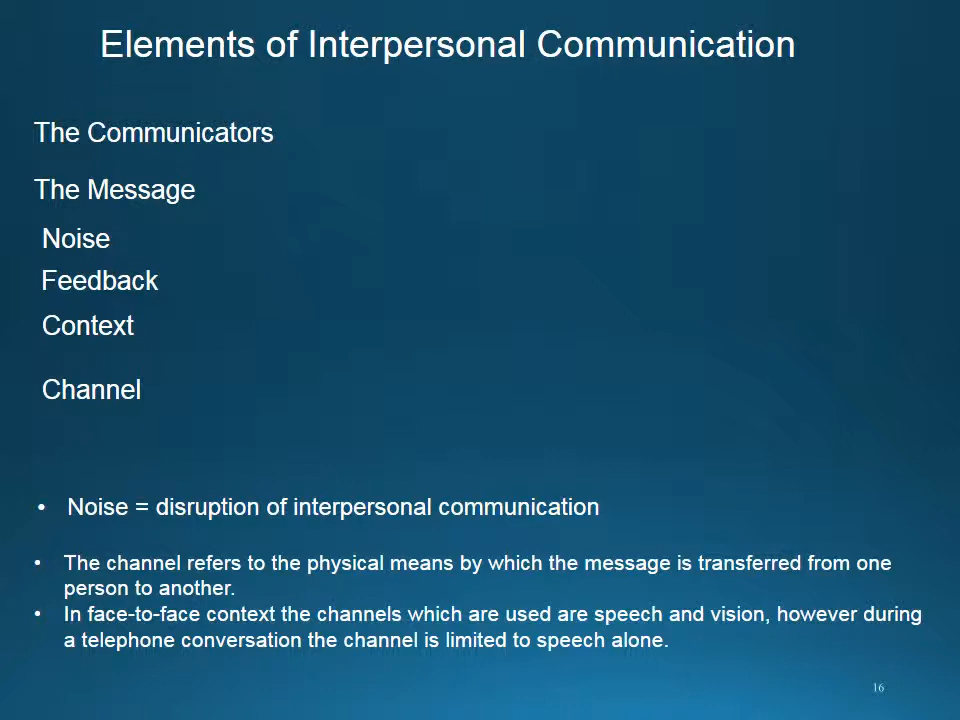 Elements of Interpersonal Communication
The Communicators
The Message
Noise
Feedback
Context
Channel
• Noise = disruption of interpersonal communication
• The channel refers to the physical means by which the message is transferred from one
person to another.
• In face-to-face context the channels which are used are speech and vision, however during
a telephone conversation the channel is limited to speech alone.
16